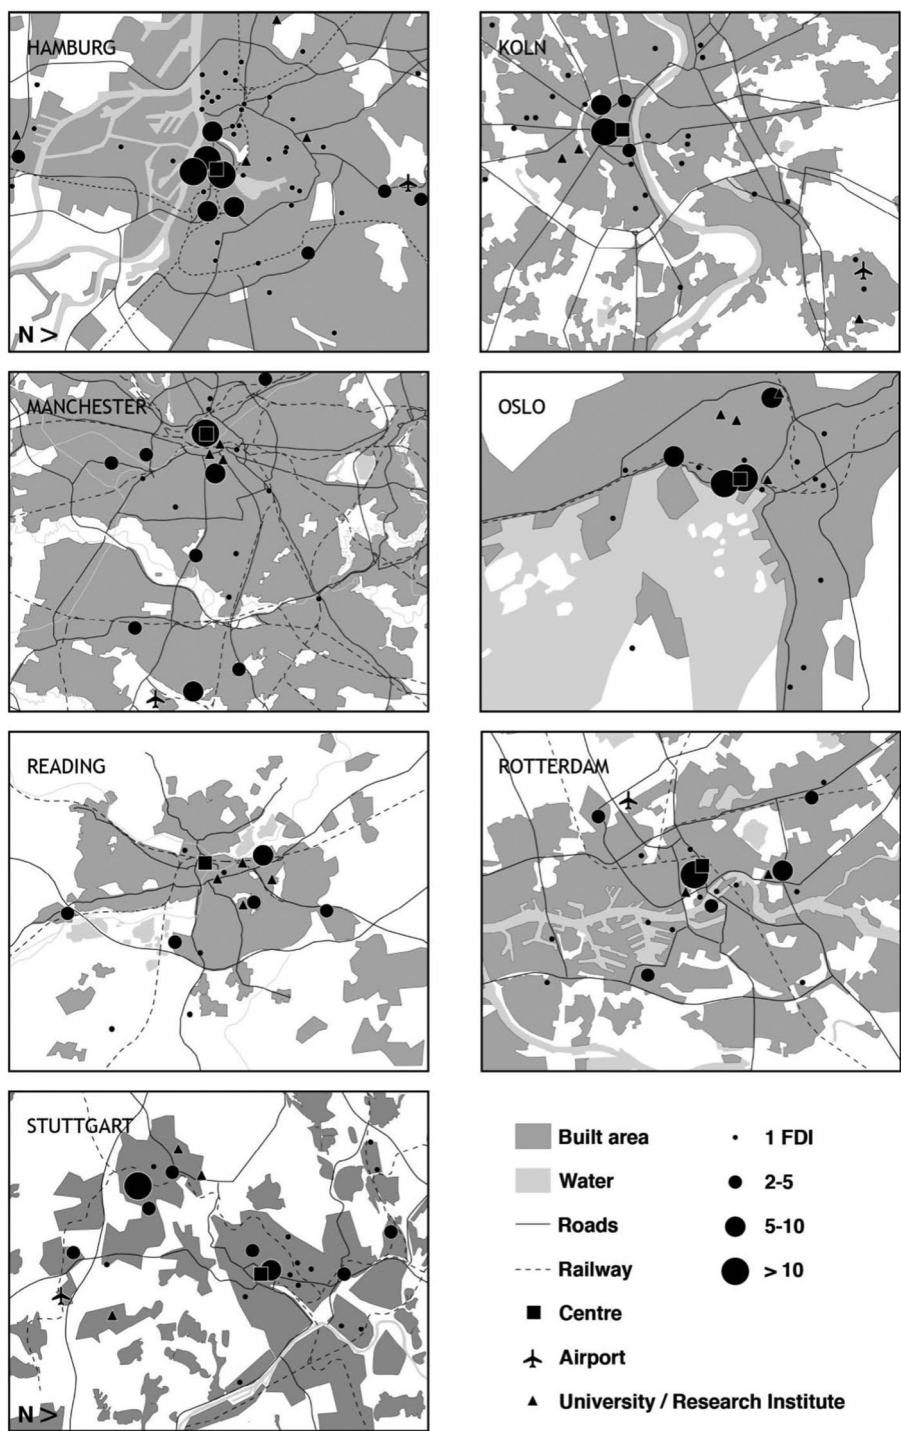 HAMBURG
N >
KOLN
MANCHESTER
OSLO
READING
ROTTERDAM
STUTTGART
N >
Built area
Water
Roads
Railway
Centre
Airport
University / Research Institute
1 FDI
2-5
5-10
> 10